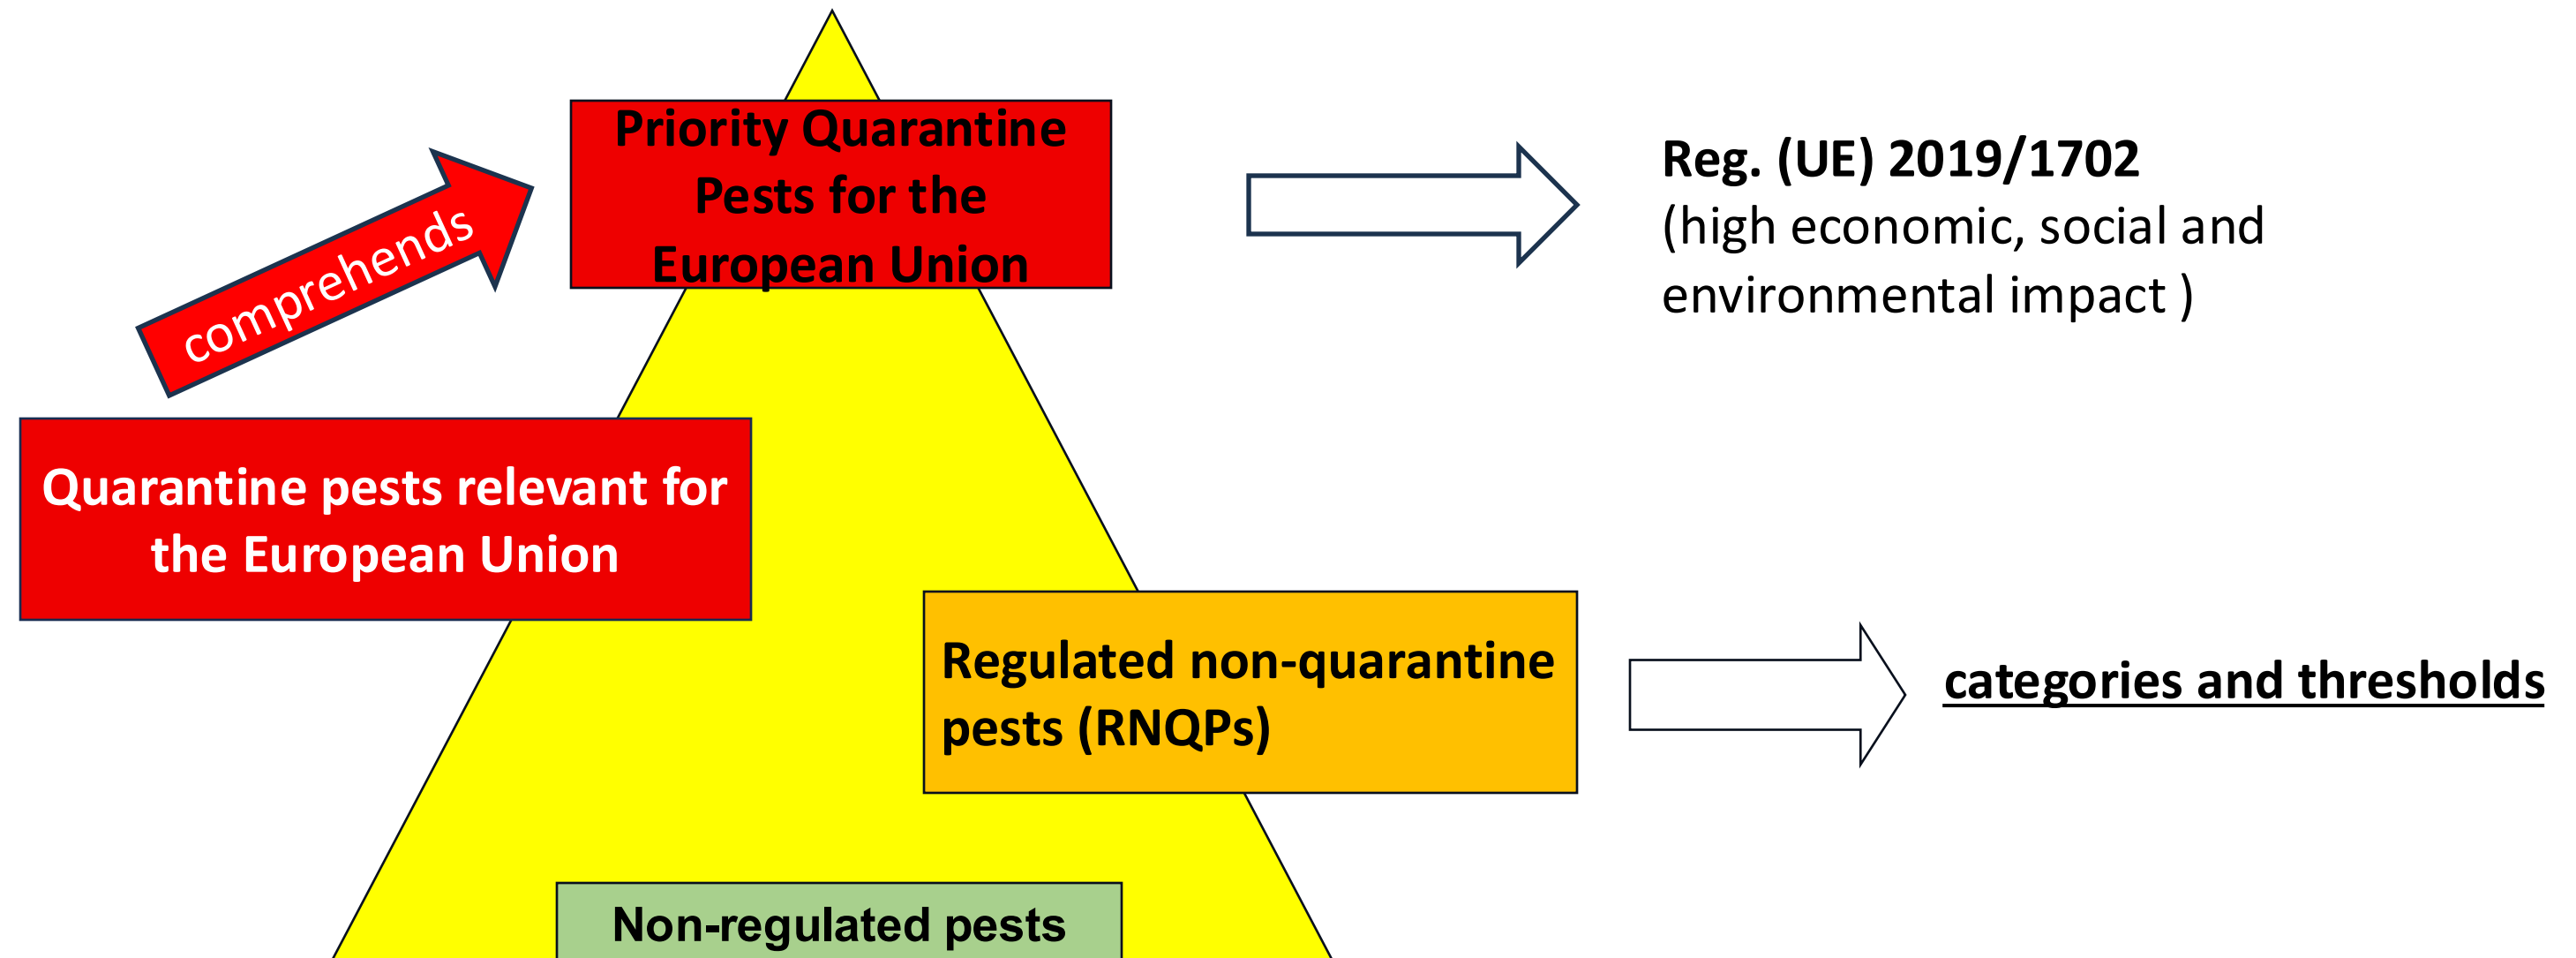 Priority Quarantine
Pests for the
European Union
Reg. (UE) 2019/1702
(high economic, social and
environmental impact )
comprehends
Quarantine pests relevant for
the European Union
Regulated non-quarantine
pests (RNQPs)
categories and thresholds
Non-regulated pests